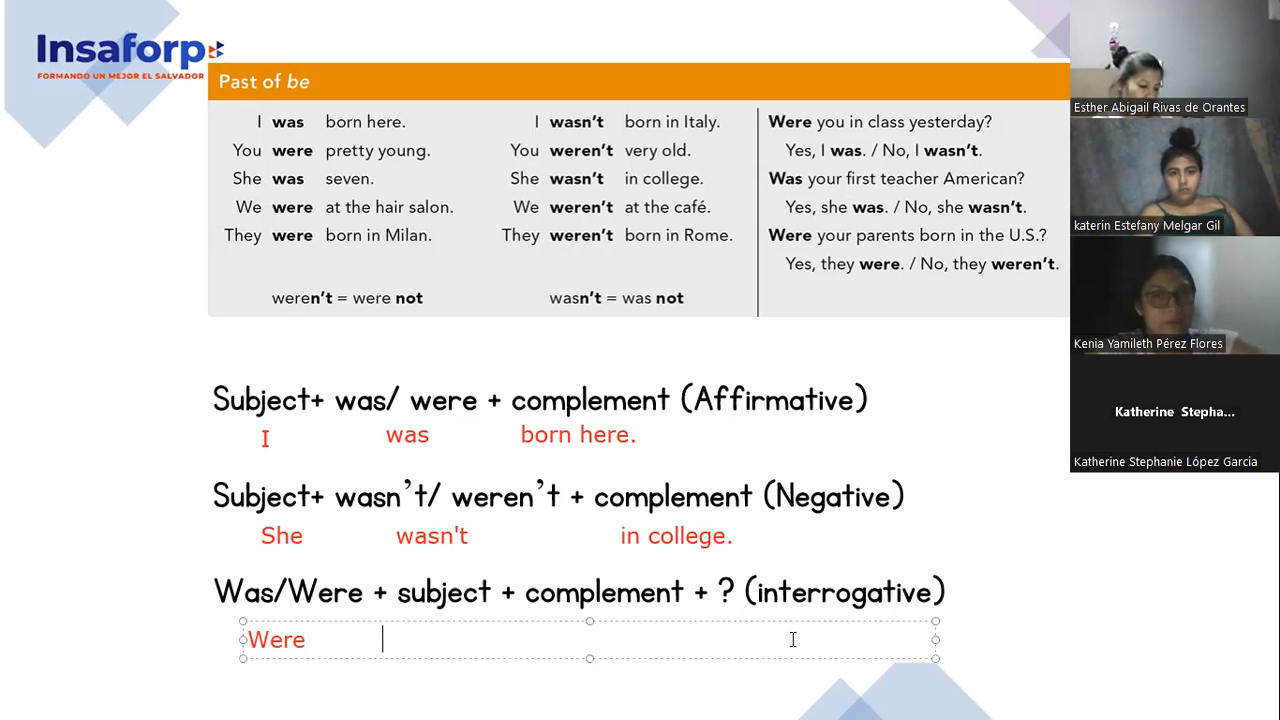 Insaforp
FORMANDO UN MEJOR EL SALVADOR
Past of be
I was born here.
You were pretty young.
She was seven.
We were at the hair salon.
They were born in Milan.
weren't = were not
I wasn't born in Italy.
You weren't very old.
She wasn't in college.
We weren't at the café.
They weren't born in Rome.
wasn't = was not
Were you in class yesterday?
Yes, I was. / No, I wasn't.
Was your first teacher American?
Yes, she was. / No, she wasn't.
Were your parents born in the U.S.?
Yes, they were. / No, they weren't.
Subject+ was/ were + complement (Affirmative)
I was born here.
Subject+ wasn't/ weren't + complement (Negative)
She wasn't in college.
Was/Were + subject + complement + ? (interrogative)
Were
Esther Abigail Rivas de Orantes
katerin Estefany Melgar Gil
Kenia Yamileth Pérez Flores
Katherine Stepha...
Katherine Stephanie López Garcia